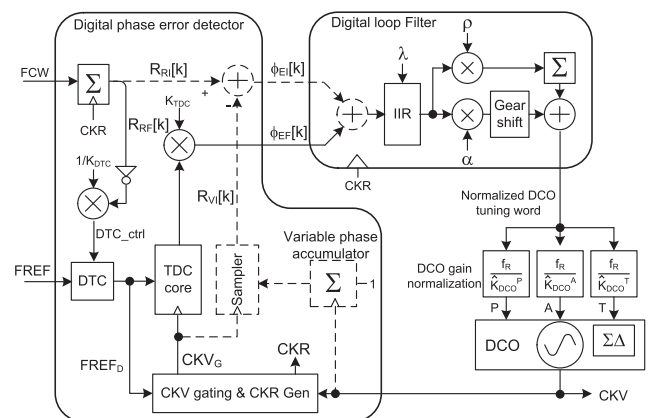 Digital phase error detector
Digital loop Filter
FCW
Σ
CKR
R_RI[k]
+
-
ϕ_EI[k]
R_RF[k]
K_TDC
ϕ_EF[k]
λ
IIR
ρ
Σ
Gear
shift
α
CKR
1/K_DTC
DTC_ctrl
R_VI[k]
Normalized DCO
tuning word
FREF
DTC
TDC
core
Sampler
Variable phase
accumulator
Σ
1
DCO gain
normalization
f_R
K̂_DCO^P
f_R
K̂_DCO^A
f_R
K̂_DCO^T
P
A
T
DCO
ΣΔ
FREF_D
CKV_G
CKR
CKV gating & CKR Gen
CKV